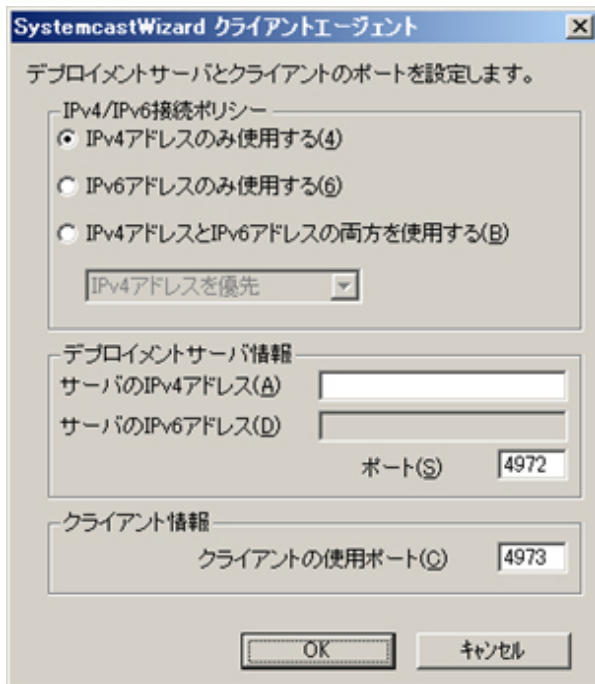 SystemcastWizard クライアントエージェント
デプロイメントサーバとクライアントのポートを設定します。
IPv4/IPv6接続ポリシー
IPv4アドレスのみ使用する(4)
IPv6アドレスのみ使用する(6)
IPv4アドレスとIPv6アドレスの両方を使用する(B)
IPv4アドレスを優先
デプロイメントサーバ情報
サーバのIPv4アドレス(A)
サーバのIPv6アドレス(D)
ポート(S) 4972
クライアント情報
クライアントの使用ポート(C) 4973
OK キャンセル